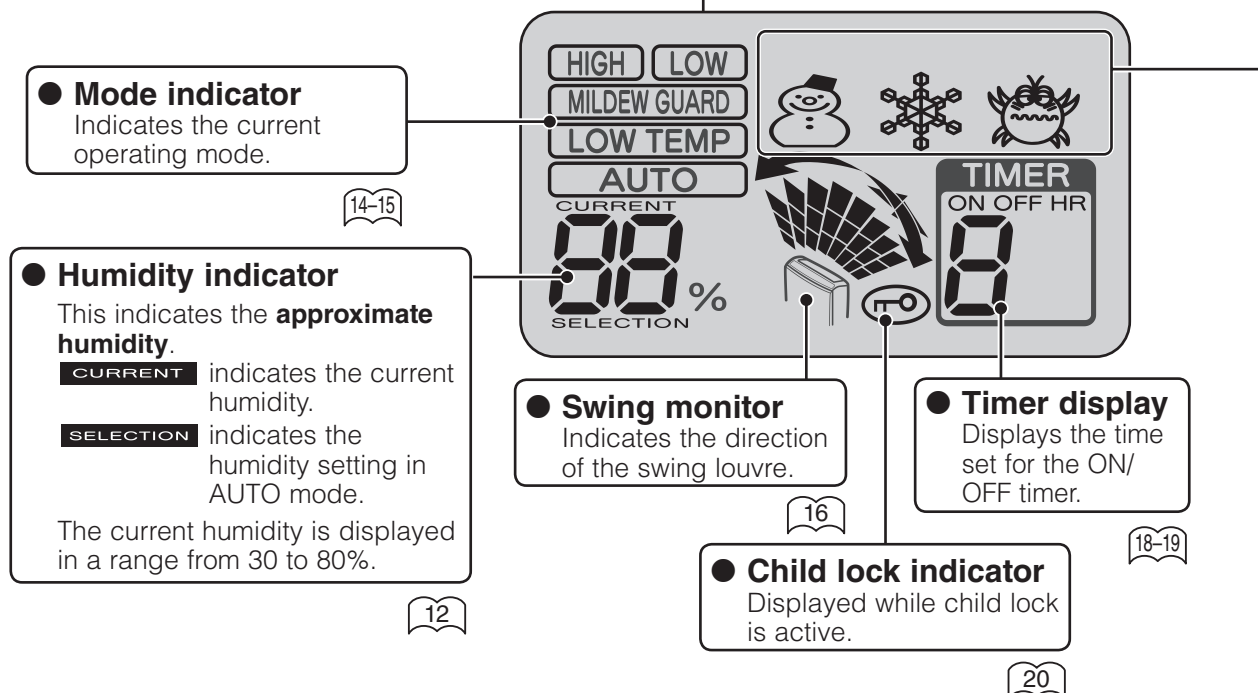 ● Mode indicator
Indicates the current
operating mode.
14–15
● Humidity indicator
This indicates the approximate
humidity.
CURRENT indicates the current
humidity.
SELECTION indicates the
humidity setting in
AUTO mode.
The current humidity is displayed
in a range from 30 to 80%.
12
HIGH LOW
MILDEW GUARD
LOW TEMP
AUTO
CURRENT
88%
SELECTION
TIMER
ON OFF HR
8
● Swing monitor
Indicates the direction
of the swing louvre.
16
● Timer display
Displays the time
set for the ON/
OFF timer.
18–19
● Child lock indicator
Displayed while child lock
is active.
20